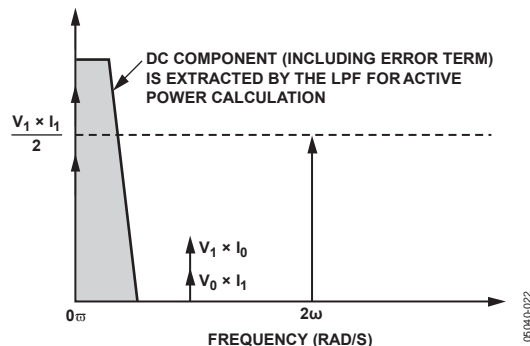 DC COMPONENT (INCLUDING ERROR TERM)
IS EXTRACTED BY THE LPF FOR ACTIVE
POWER CALCULATION
V₁ × I₁
2
V₁ × I₀
V₀ × I₁
0ϖ
2ω
FREQUENCY (RAD/S)
05040-022